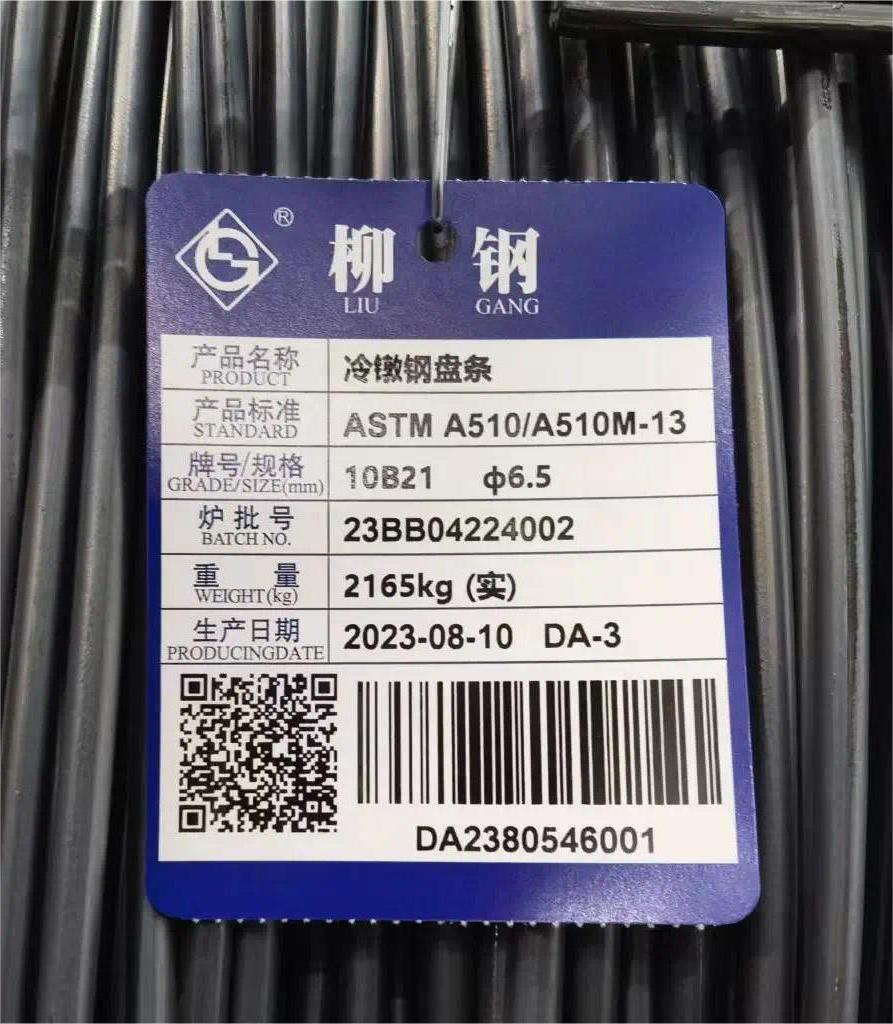 LG ®
柳 钢
LIU GANG
产品名称 冷镦钢盘条
PRODUCT
产品标准 ASTM A510/A510M-13
STANDARD
牌号/规格 10B21 ф6.5
GRADE/SIZE(mm)
炉批号 23BB04224002
BATCH NO.
重 量 2165kg (实)
WEIGHT(kg)
生产日期 2023-08-10 DA-3
PRODUCINGDATE
DA2380546001